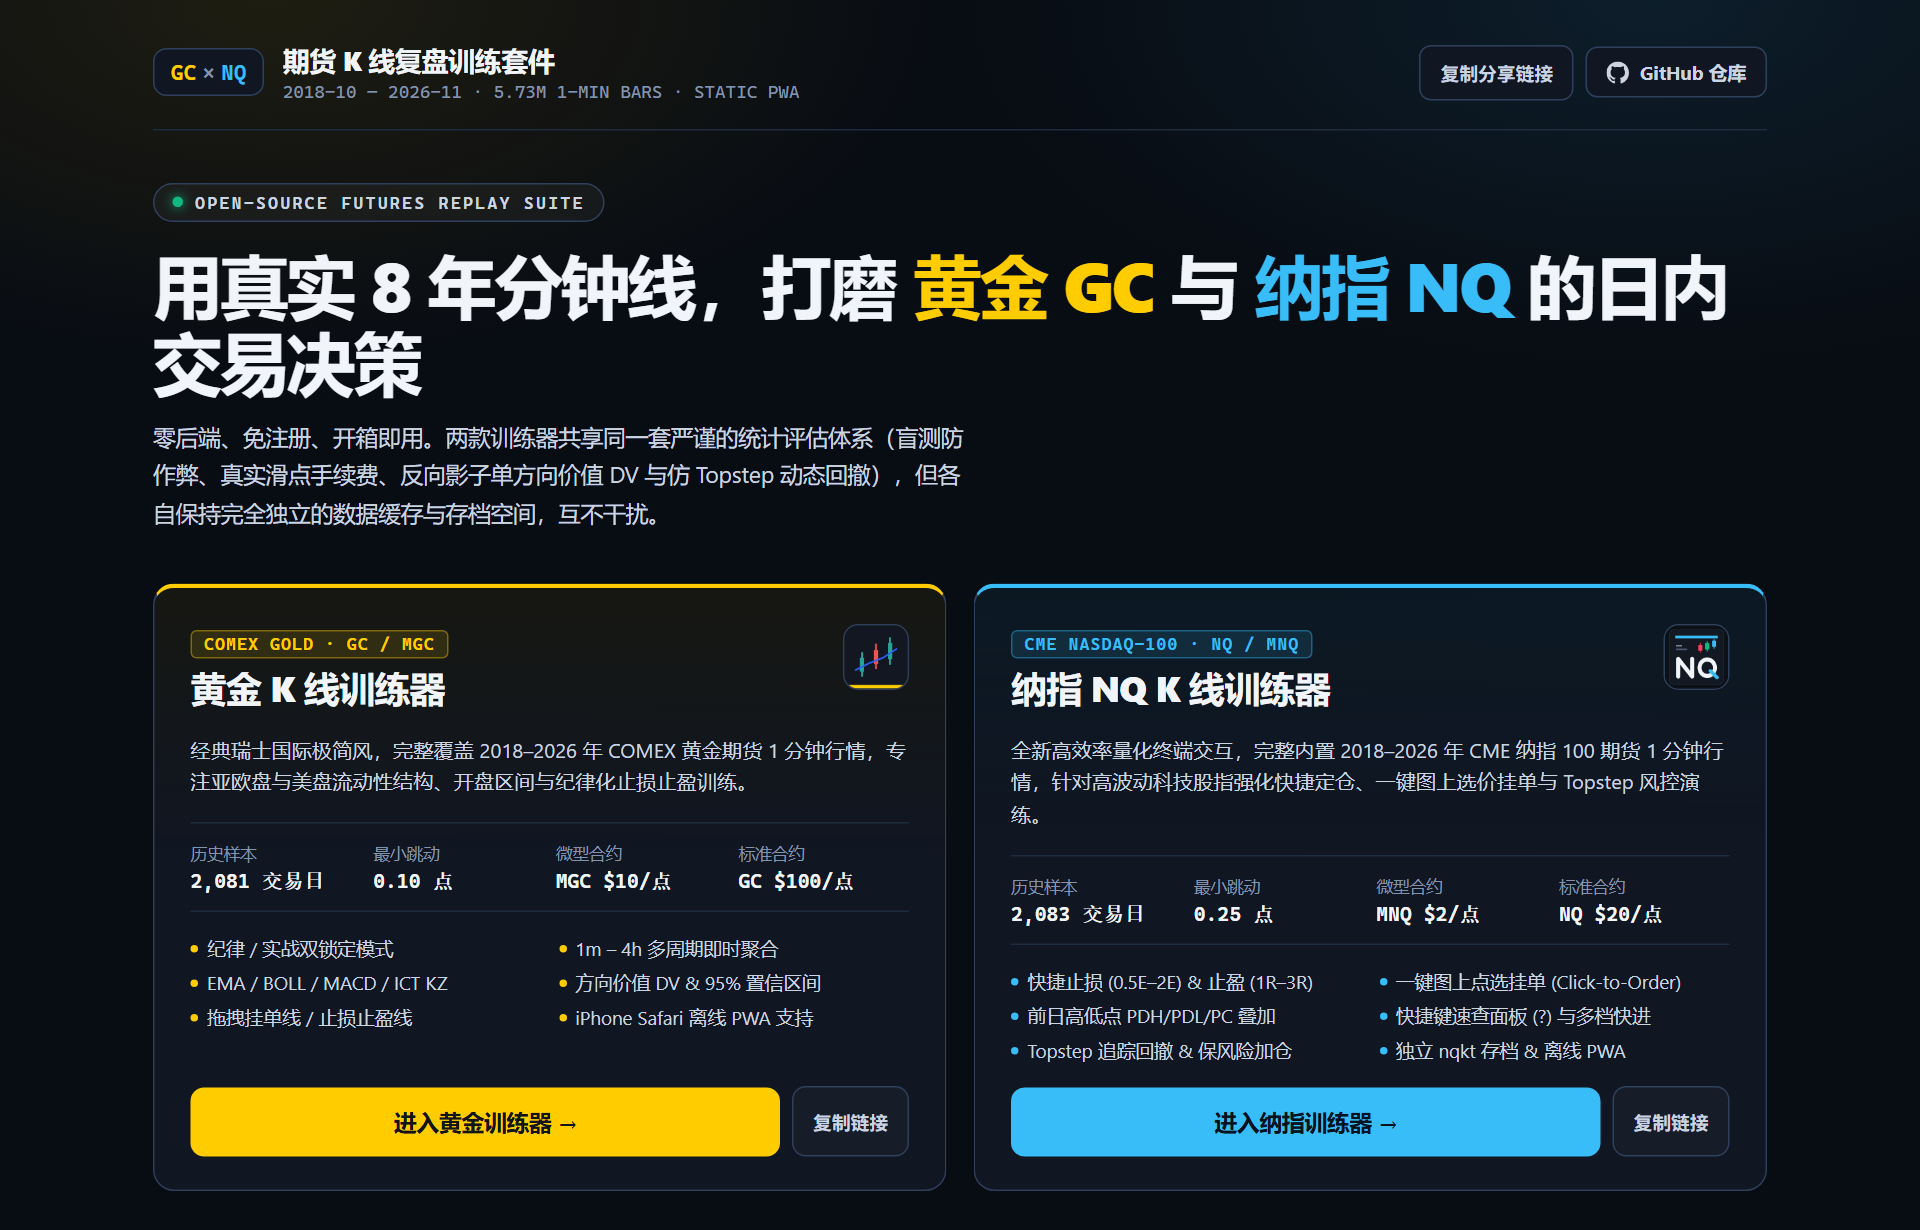 GC × NQ
期货 K 线复盘训练套件
2018-10 — 2026-11 · 5.73M 1-MIN BARS · STATIC PWA
复制分享链接
GitHub 仓库
OPEN-SOURCE FUTURES REPLAY SUITE
用真实 8 年分钟线，打磨 黄金 GC 与 纳指 NQ 的日内
交易决策
零后端、免注册、开箱即用。两款训练器共享同一套严谨的统计评估体系（盲测防
作弊、真实滑点手续费、反向影子单方向价值 DV 与仿 Topstep 动态回撤），但各
自保持完全独立的数据缓存与存档空间，互不干扰。
COMEX GOLD · GC / MGC
黄金 K 线训练器
经典瑞士国际极简风，完整覆盖 2018–2026 年 COMEX 黄金期货 1 分钟行情，专
注亚欧盘与美盘流动性结构、开盘区间与纪律化止损止盈训练。
历史样本
2,081 交易日
最小跳动
0.10 点
微型合约
MGC $10/点
标准合约
GC $100/点
纪律 / 实战双锁定模式
1m – 4h 多周期即时聚合
EMA / BOLL / MACD / ICT KZ
方向价值 DV & 95% 置信区间
拖拽挂单线 / 止损止盈线
iPhone Safari 离线 PWA 支持
进入黄金训练器 →
复制链接
CME NASDAQ-100 · NQ / MNQ
NQ
纳指 NQ K 线训练器
全新高效率量化终端交互，完整内置 2018–2026 年 CME 纳指 100 期货 1 分钟行
情，针对高波动科技股指强化快捷定仓、一键图上选价挂单与 Topstep 风控演
练。
历史样本
2,083 交易日
最小跳动
0.25 点
微型合约
MNQ $2/点
标准合约
NQ $20/点
快捷止损 (0.5E–2E) & 止盈 (1R–3R)
一键图上点选挂单 (Click-to-Order)
前日高低点 PDH/PDL/PC 叠加
快捷键速查面板 (?) 与多档快进
Topstep 追踪回撤 & 保风险加仓
独立 nqkt 存档 & 离线 PWA
进入纳指训练器 →
复制链接